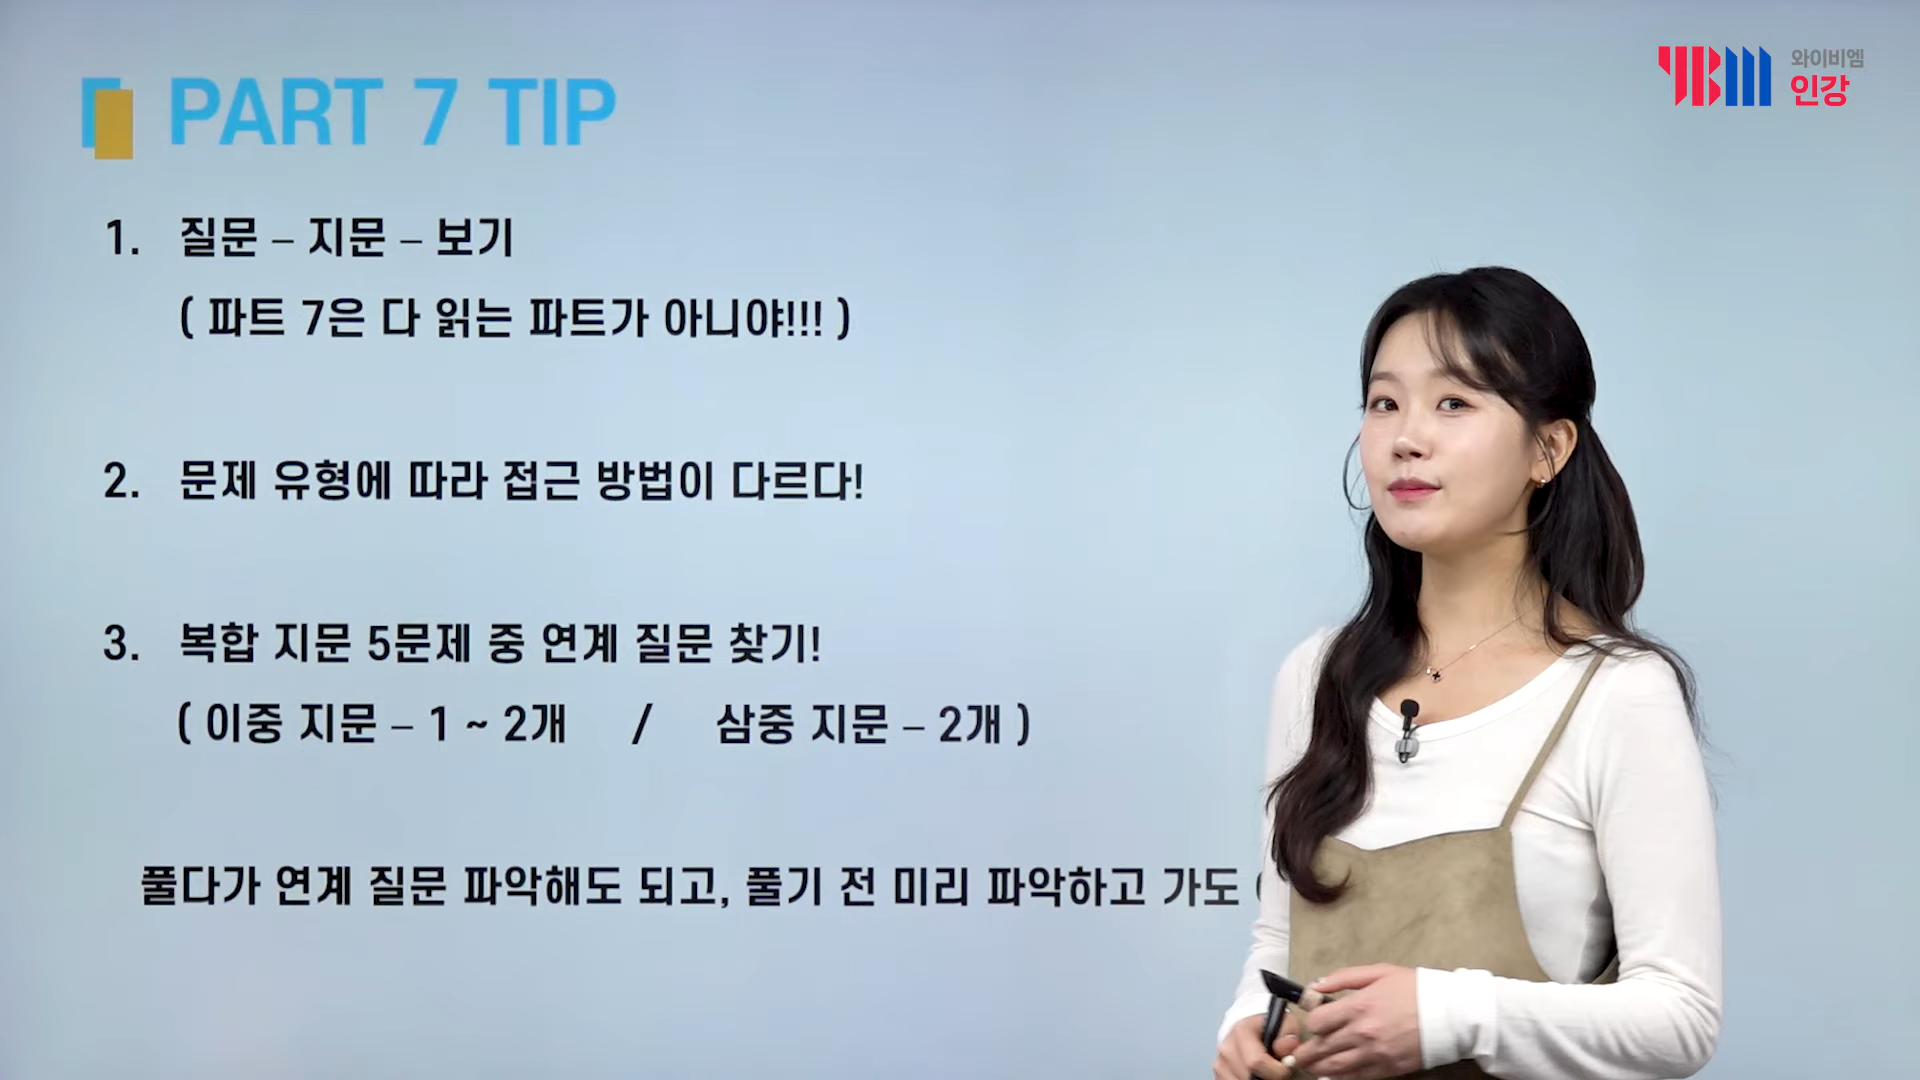 PART 7 TIP
와이비엠
YBM 인강
1. 질문 – 지문 – 보기
( 파트 7은 다 읽는 파트가 아니야!!! )
2. 문제 유형에 따라 접근 방법이 다르다!
3. 복합 지문 5문제 중 연계 질문 찾기!
( 이중 지문 – 1 ~ 2개 / 삼중 지문 – 2개 )
풀다가 연계 질문 파악해도 되고, 풀기 전 미리 파악하고 가도